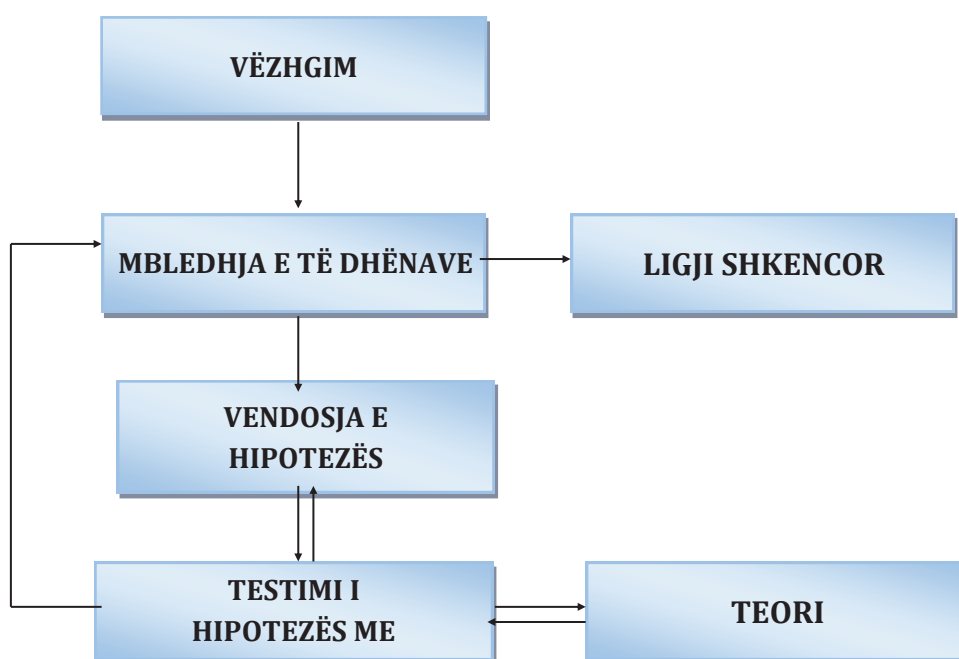 VËZHGIM
MBLEDHJA E TË DHËNAVE
LIGJI SHKENCOR
VENDOSJA E
HIPOTEZËS
TESTIMI I
HIPOTEZËS ME
TEORI